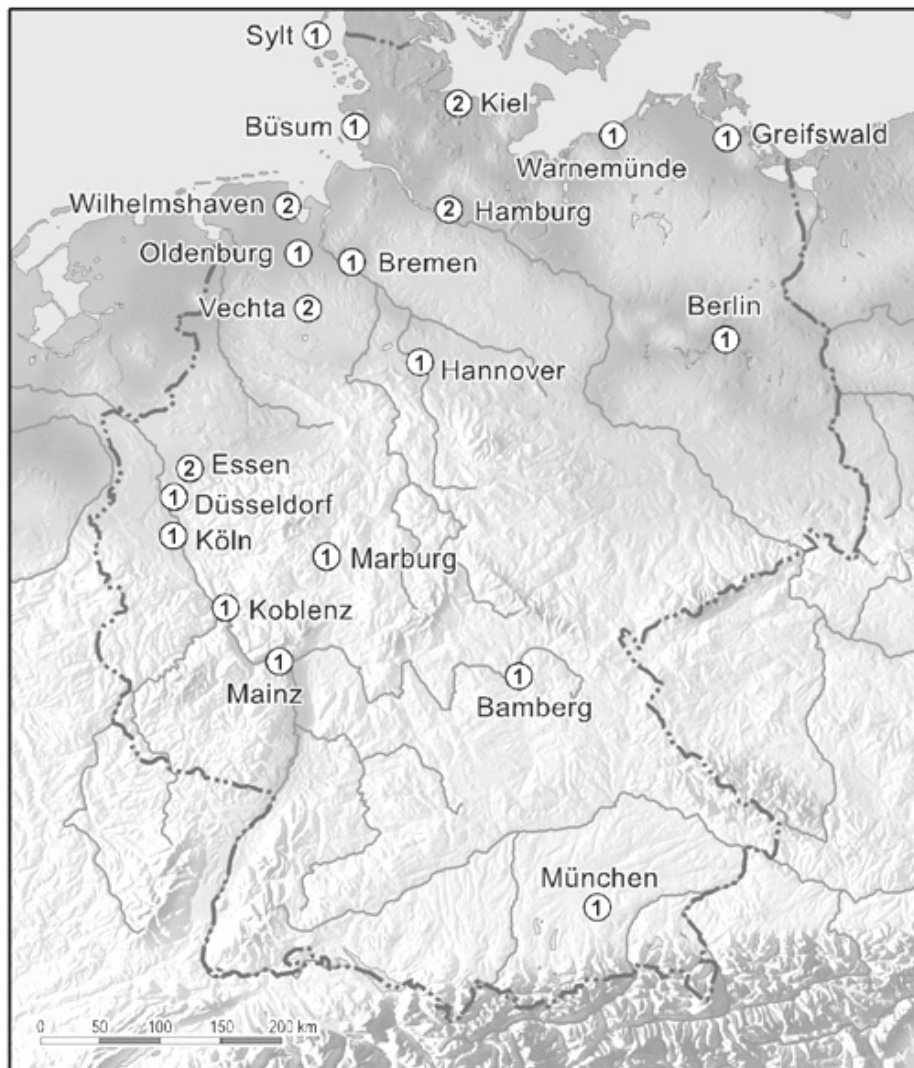 Sylt 1
2 Kiel
Büsum 1
1 Greifswald
1
Warnemünde
Wilhelmshaven 2
2 Hamburg
Oldenburg 1
1 Bremen
Vechta 2
Berlin
1
1 Hannover
2 Essen
1 Düsseldorf
1 Köln
1 Marburg
1 Koblenz
1
Mainz
1
Bamberg
München
1
0 50 100 150 200 km